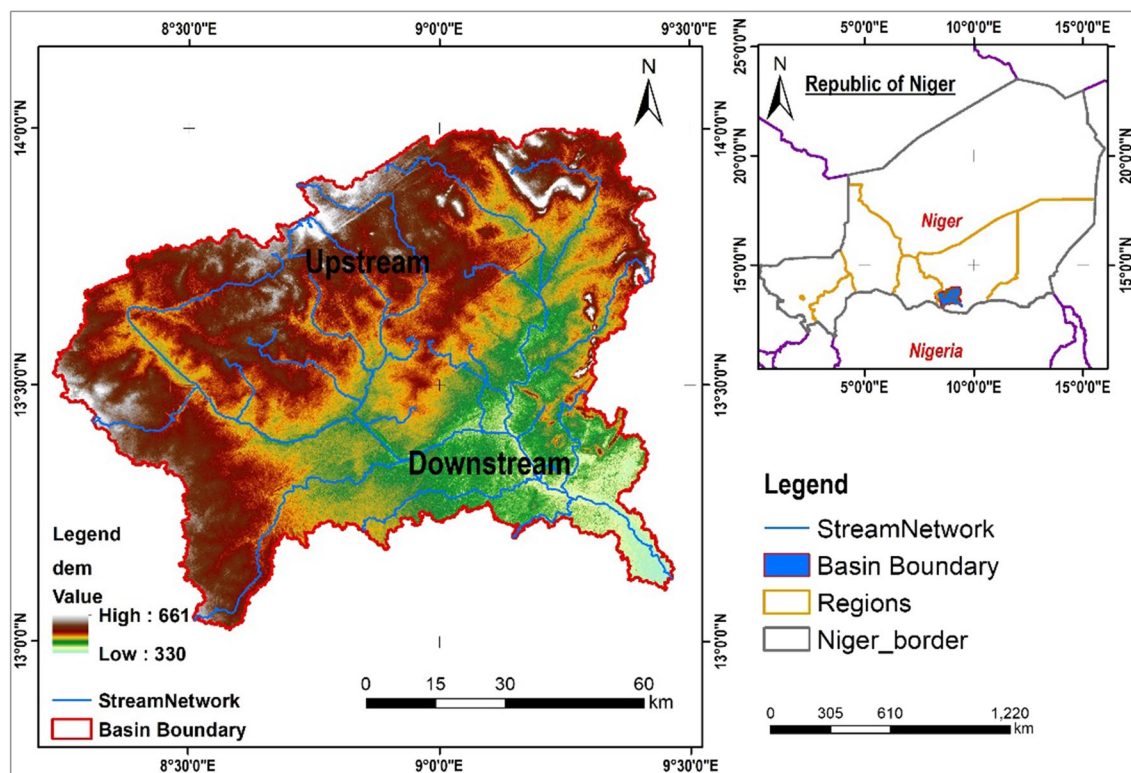 8°30'0"E 9°0'0"E 9°30'0"E
14°0'0"N
13°30'0"N
13°0'0"N
N
Upstream
Downstream
Legend
dem
Value
High : 661
Low : 330
StreamNetwork
Basin Boundary
0 15 30 60
km
14°0'0"N
13°30'0"N
13°0'0"N
8°30'0"E 9°0'0"E 9°30'0"E
5°0'0"E 10°0'0"E 15°0'0"E
25°0'0"N
20°0'0"N
15°0'0"N
N
Republic of Niger
Niger
Nigeria
20°0'0"N
15°0'0"N
5°0'0"E 10°0'0"E 15°0'0"E
Legend
StreamNetwork
Basin Boundary
Regions
Niger_border
0 305 610 1,220
km